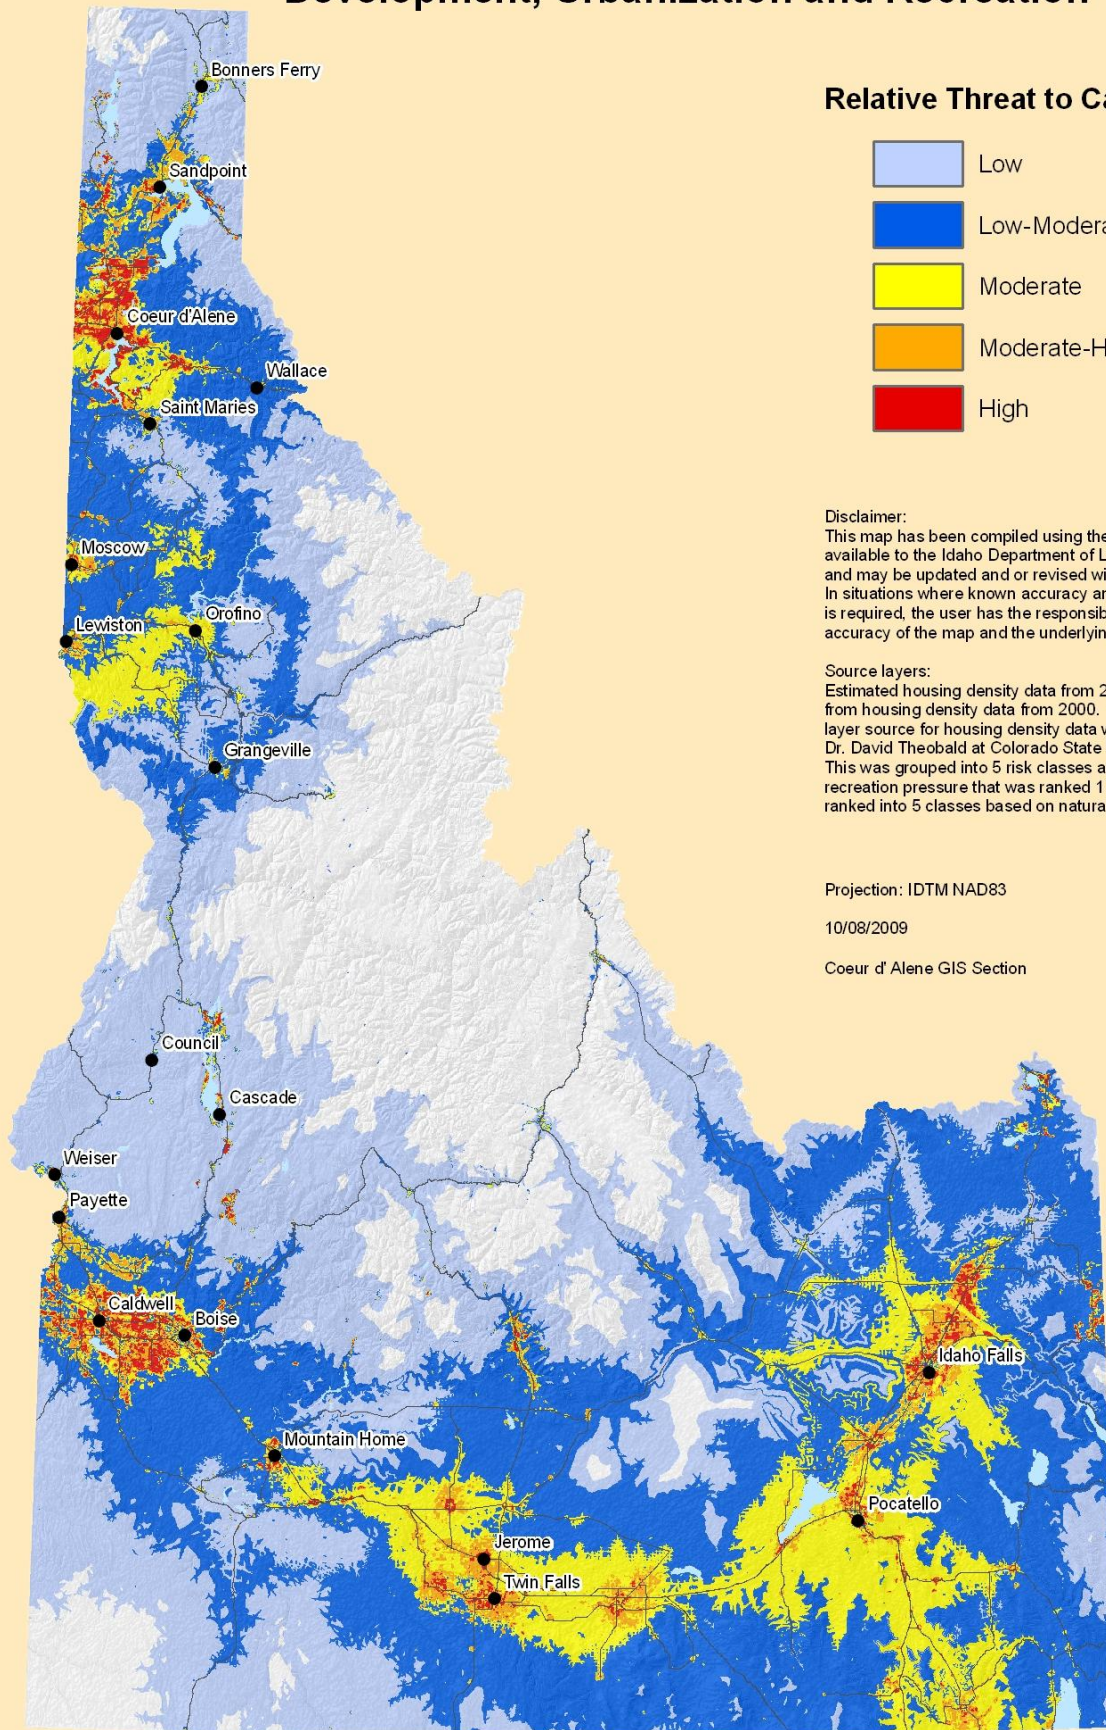 Development, Urbanization and Recreation
Relative Threat to
Low
Low-Modera
Moderate
Moderate-H
High
Disclaimer:
This map has been compiled using the
available to the Idaho Department of L
and may be updated and or revised wi
In situations where known accuracy an
is required, the user has the responsib
accuracy of the map and the underlyin
Source layers:
Estimated housing density data from 2
from housing density data from 2000.
layer source for housing density data w
Dr. David Theobald at Colorado State
This was grouped into 5 risk classes a
recreation pressure that was ranked 1
ranked into 5 classes based on natura
Projection: IDTM NAD83
10/08/2009
Coeur d' Alene GIS Section
Bonners Ferry
Sandpoint
Coeur d'Alene
Wallace
Saint Maries
Moscow
Orofino
Lewiston
Grangeville
Council
Cascade
Weiser
Payette
Caldwell
Boise
Idaho Falls
Mountain Home
Pocatello
Jerome
Twin Falls